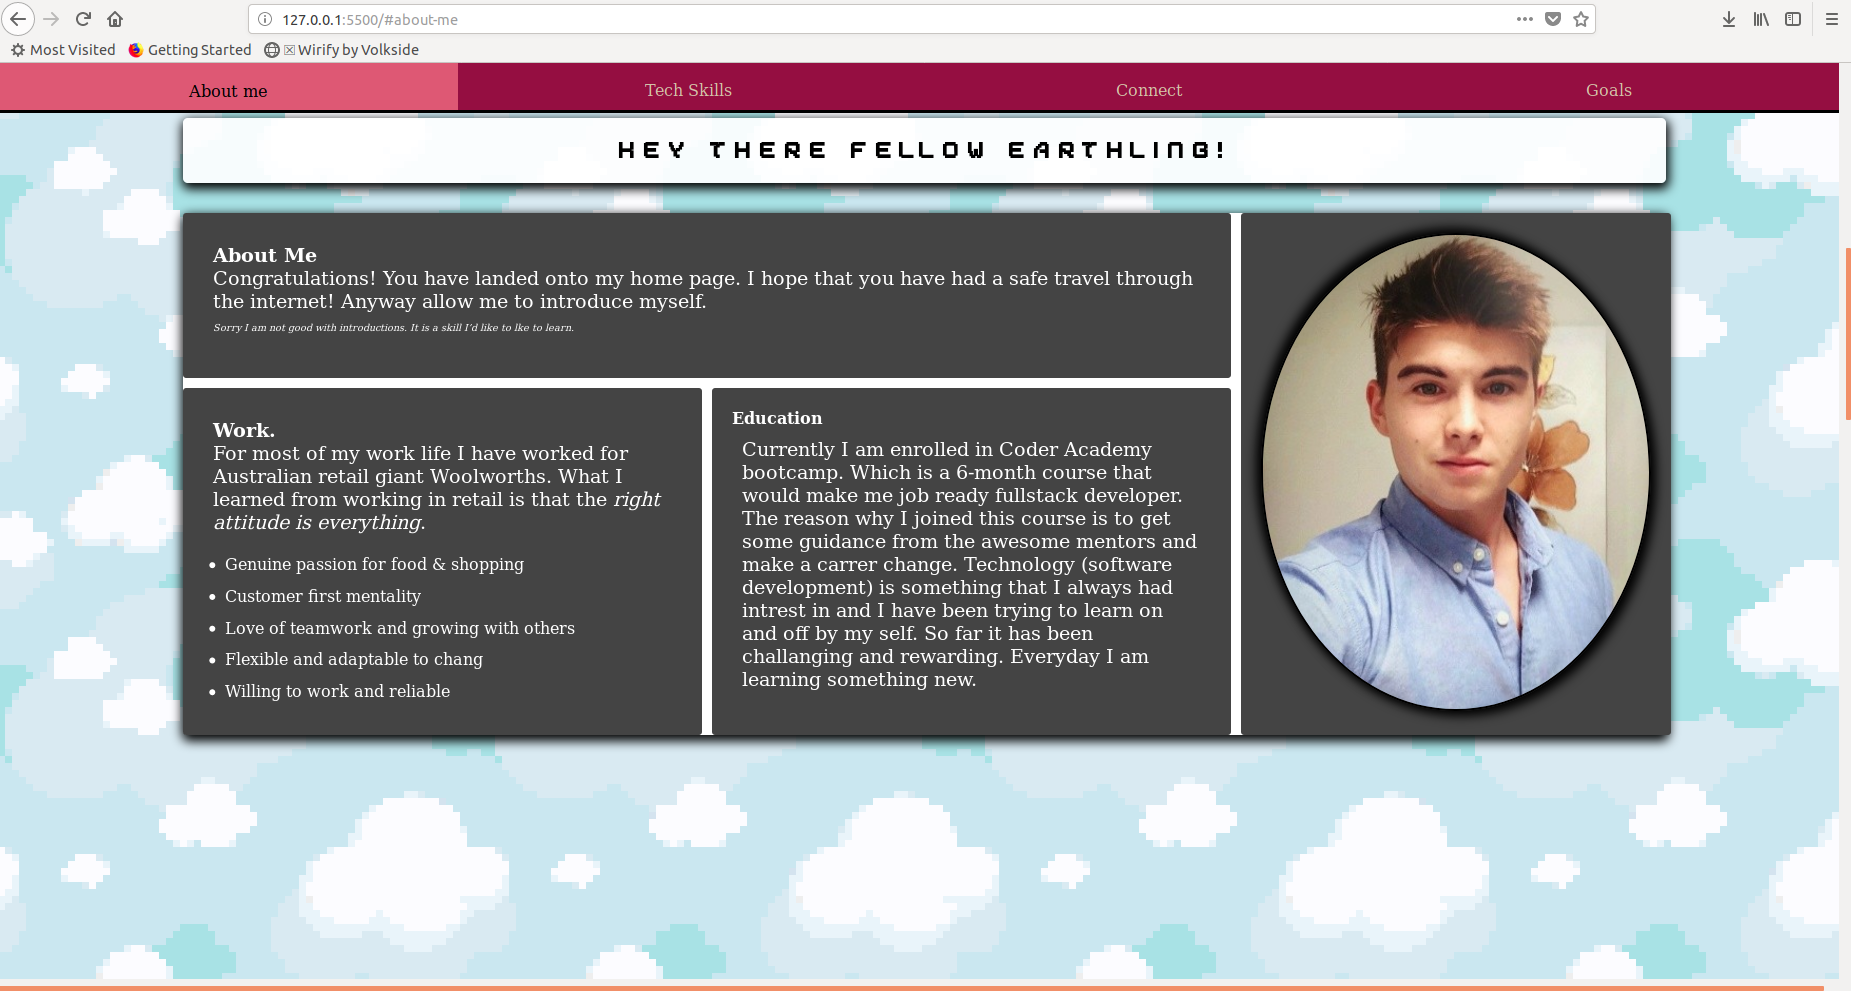 127.0.0.1:5500/#about-me
Most Visited Getting Started Wirify by Volkside
About me Tech Skills Connect Goals
HEY THERE FELLOW EARTHLING!
About Me
Congratulations! You have landed onto my home page. I hope that you have had a safe travel through
the internet! Anyway allow me to introduce myself.
Sorry I am not good with introductions. It is a skill I'd like to lke to learn.
Work.
For most of my work life I have worked for
Australian retail giant Woolworths. What I
learned from working in retail is that the right
attitude is everything.
• Genuine passion for food & shopping
• Customer first mentality
• Love of teamwork and growing with others
• Flexible and adaptable to chang
• Willing to work and reliable
Education
Currently I am enrolled in Coder Academy
bootcamp. Which is a 6-month course that
would make me job ready fullstack developer.
The reason why I joined this course is to get
some guidance from the awesome mentors and
make a carrer change. Technology (software
development) is something that I always had
intrest in and I have been trying to learn on
and off by my self. So far it has been
challanging and rewarding. Everyday I am
learning something new.